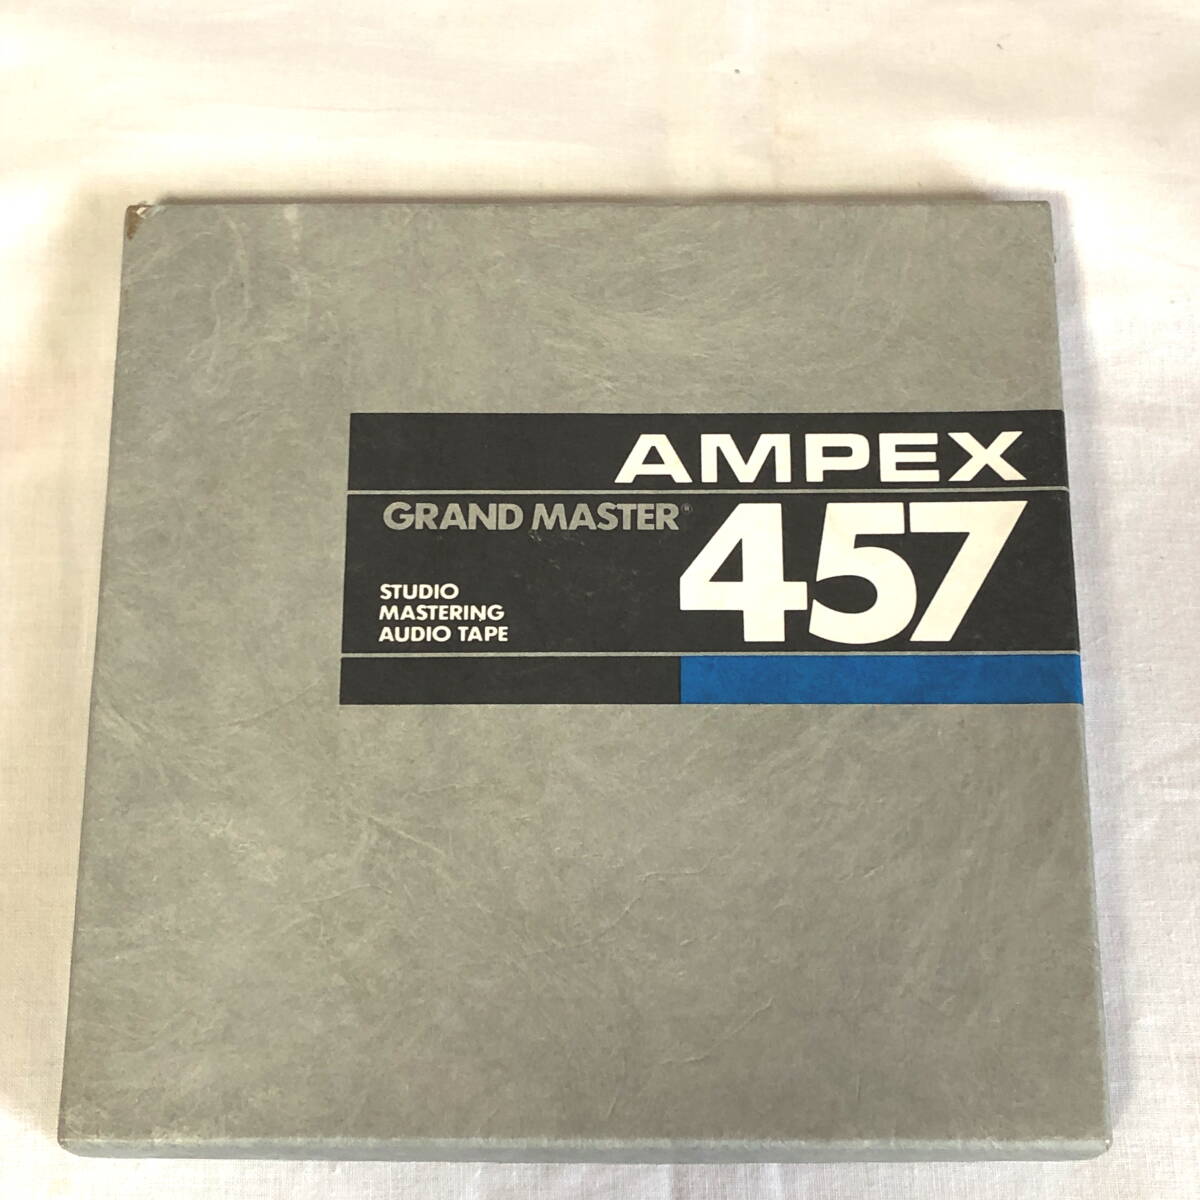 AMPEX
GRAND MASTER® 457
STUDIO
MASTERING
AUDIO TAPE